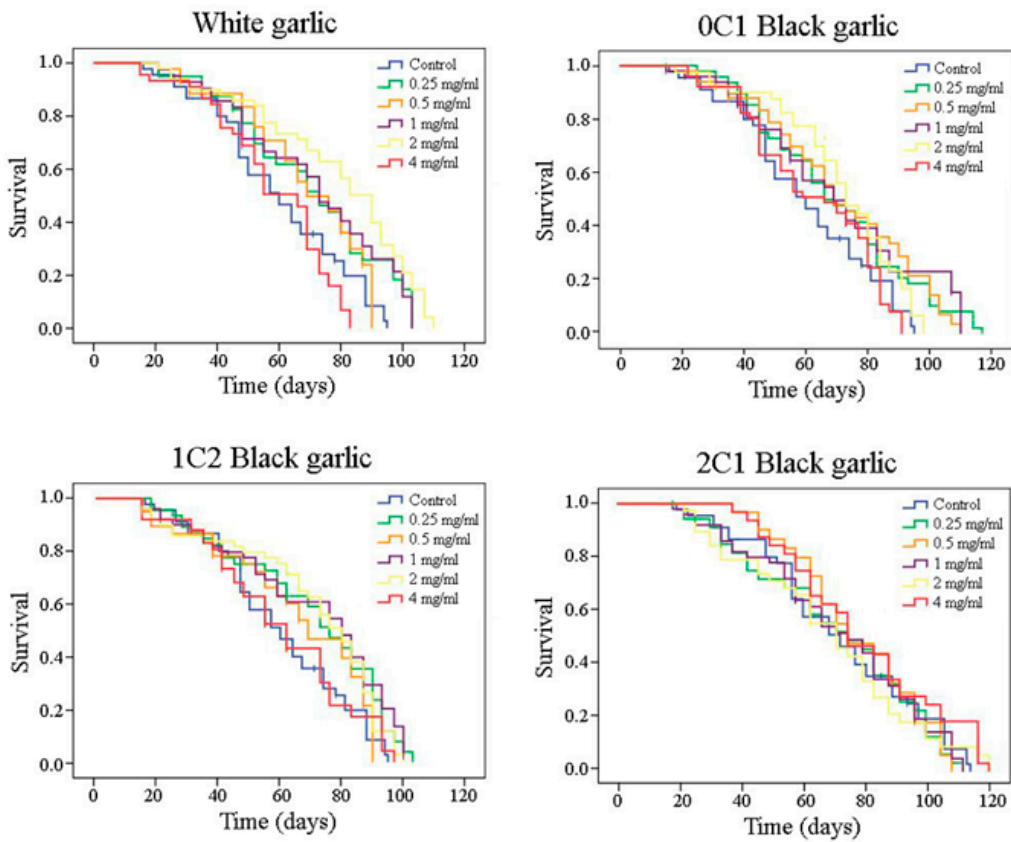 White garlic
1.0
0.8
0.6
0.4
0.2
0.0
Survival
Control
0.25 mg/ml
0.5 mg/ml
1 mg/ml
2 mg/ml
4 mg/ml
0 20 40 60 80 100 120
Time (days)
0C1 Black garlic
1.0
0.8
0.6
0.4
0.2
0.0
Survival
Control
0.25 mg/ml
0.5 mg/ml
1 mg/ml
2 mg/ml
4 mg/ml
0 20 40 60 80 100 120
Time (days)
1C2 Black garlic
1.0
0.8
0.6
0.4
0.2
0.0
Survival
Control
0.25 mg/ml
0.5 mg/ml
1 mg/ml
2 mg/ml
4 mg/ml
0 20 40 60 80 100 120
Time (days)
2C1 Black garlic
1.0
0.8
0.6
0.4
0.2
0.0
Survival
Control
0.25 mg/ml
0.5 mg/ml
1 mg/ml
2 mg/ml
4 mg/ml
0 20 40 60 80 100 120
Time (days)